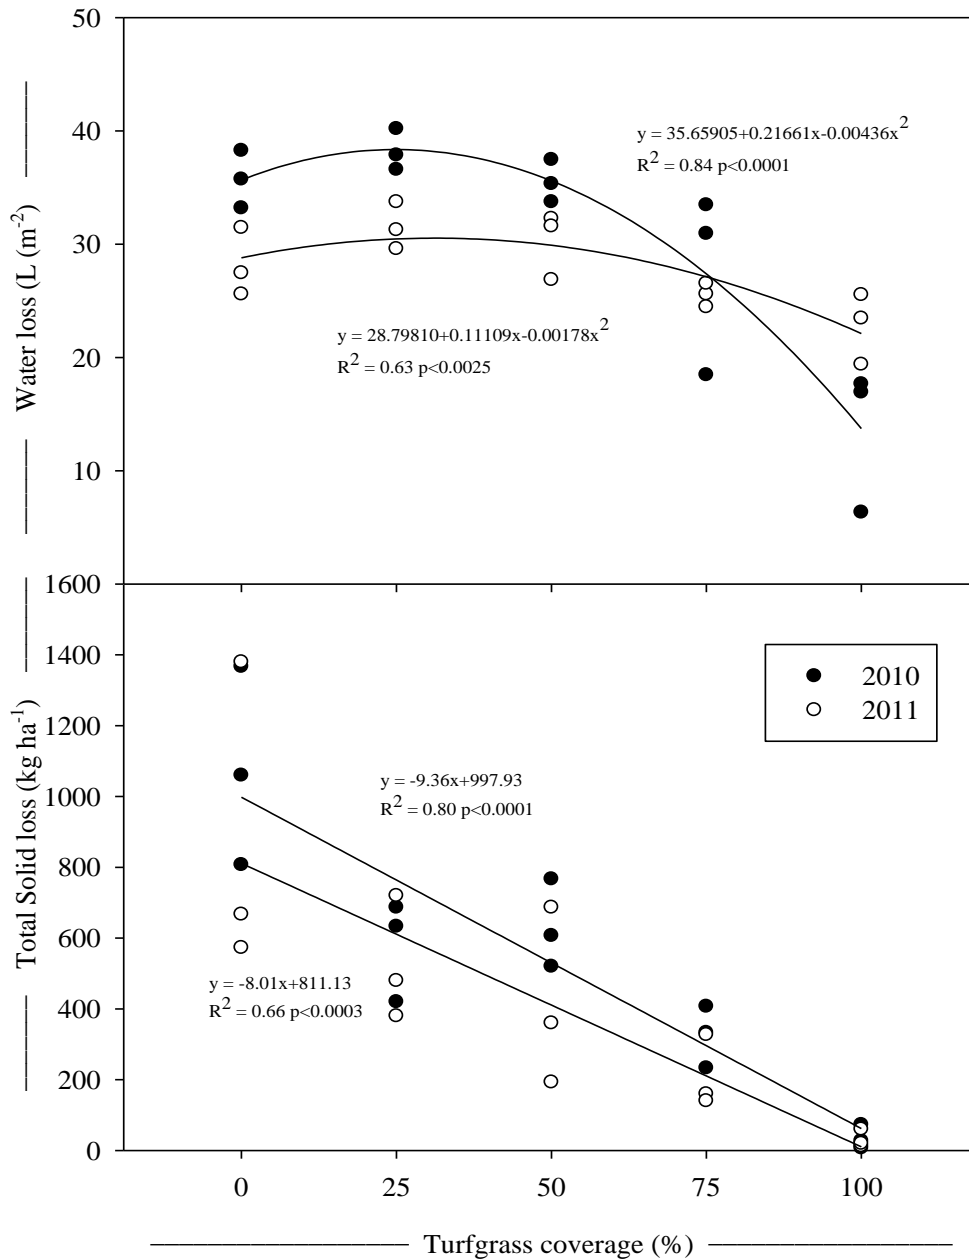 50
40
30
20
10
Water loss (L (m-2)
y = 35.65905+0.21661x-0.00436x2
R2 = 0.84 p<0.0001
y = 28.79810+0.11109x-0.00178x2
R2 = 0.63 p<0.0025
1600
1400
1200
1000
800
600
400
200
0
Total Solid loss (kg ha-1)
2010
2011
y = -9.36x+997.93
R2 = 0.80 p<0.0001
y = -8.01x+811.13
R2 = 0.66 p<0.0003
0 25 50 75 100
Turfgrass coverage (%)